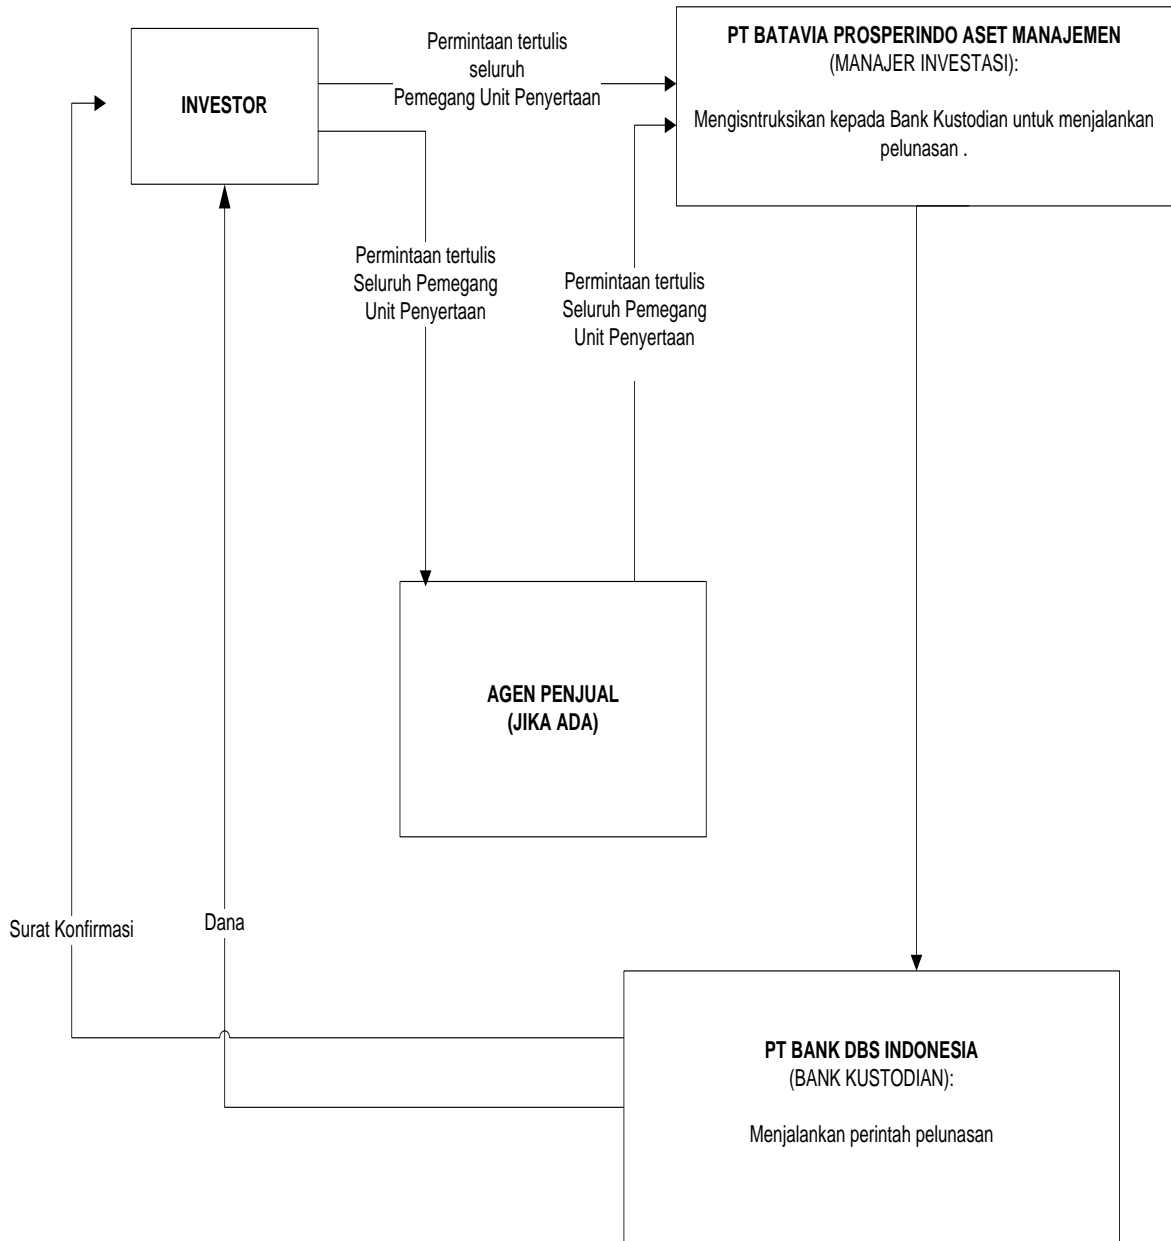 INVESTOR
Permintaan tertulis
seluruh
Pemegang Unit Penyertaan
PT BATAVIA PROSPERINDO ASET MANAJEMEN
(MANAJER INVESTASI):
Mengisntruksikan kepada Bank Kustodian untuk menjalankan
pelunasan .
Permintaan tertulis
Seluruh Pemegang
Unit Penyertaan
Permintaan tertulis
Seluruh Pemegang
Unit Penyertaan
AGEN PENJUAL
(JIKA ADA)
Surat Konfirmasi
Dana
PT BANK DBS INDONESIA
(BANK KUSTODIAN):
Menjalankan perintah pelunasan